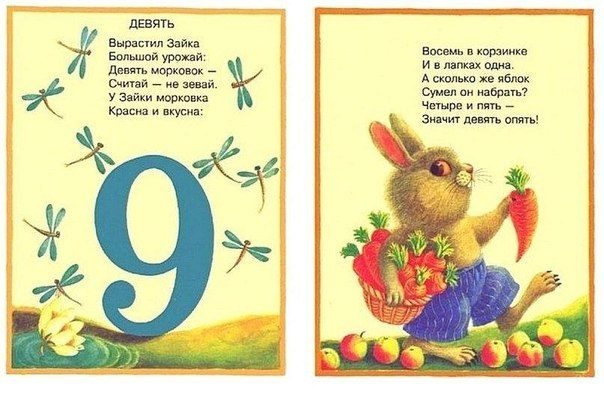 ДЕВЯТЬ
Вырастил Зайка
Большой урожай:
Девять морковок —
Считай — не зевай.
У Зайки морковка
Красна и вкусна:
9
Восемь в корзинке
И в лапках одна.
А сколько же яблок
Сумел он набрать?
Четыре и пять —
Значит девять опять!